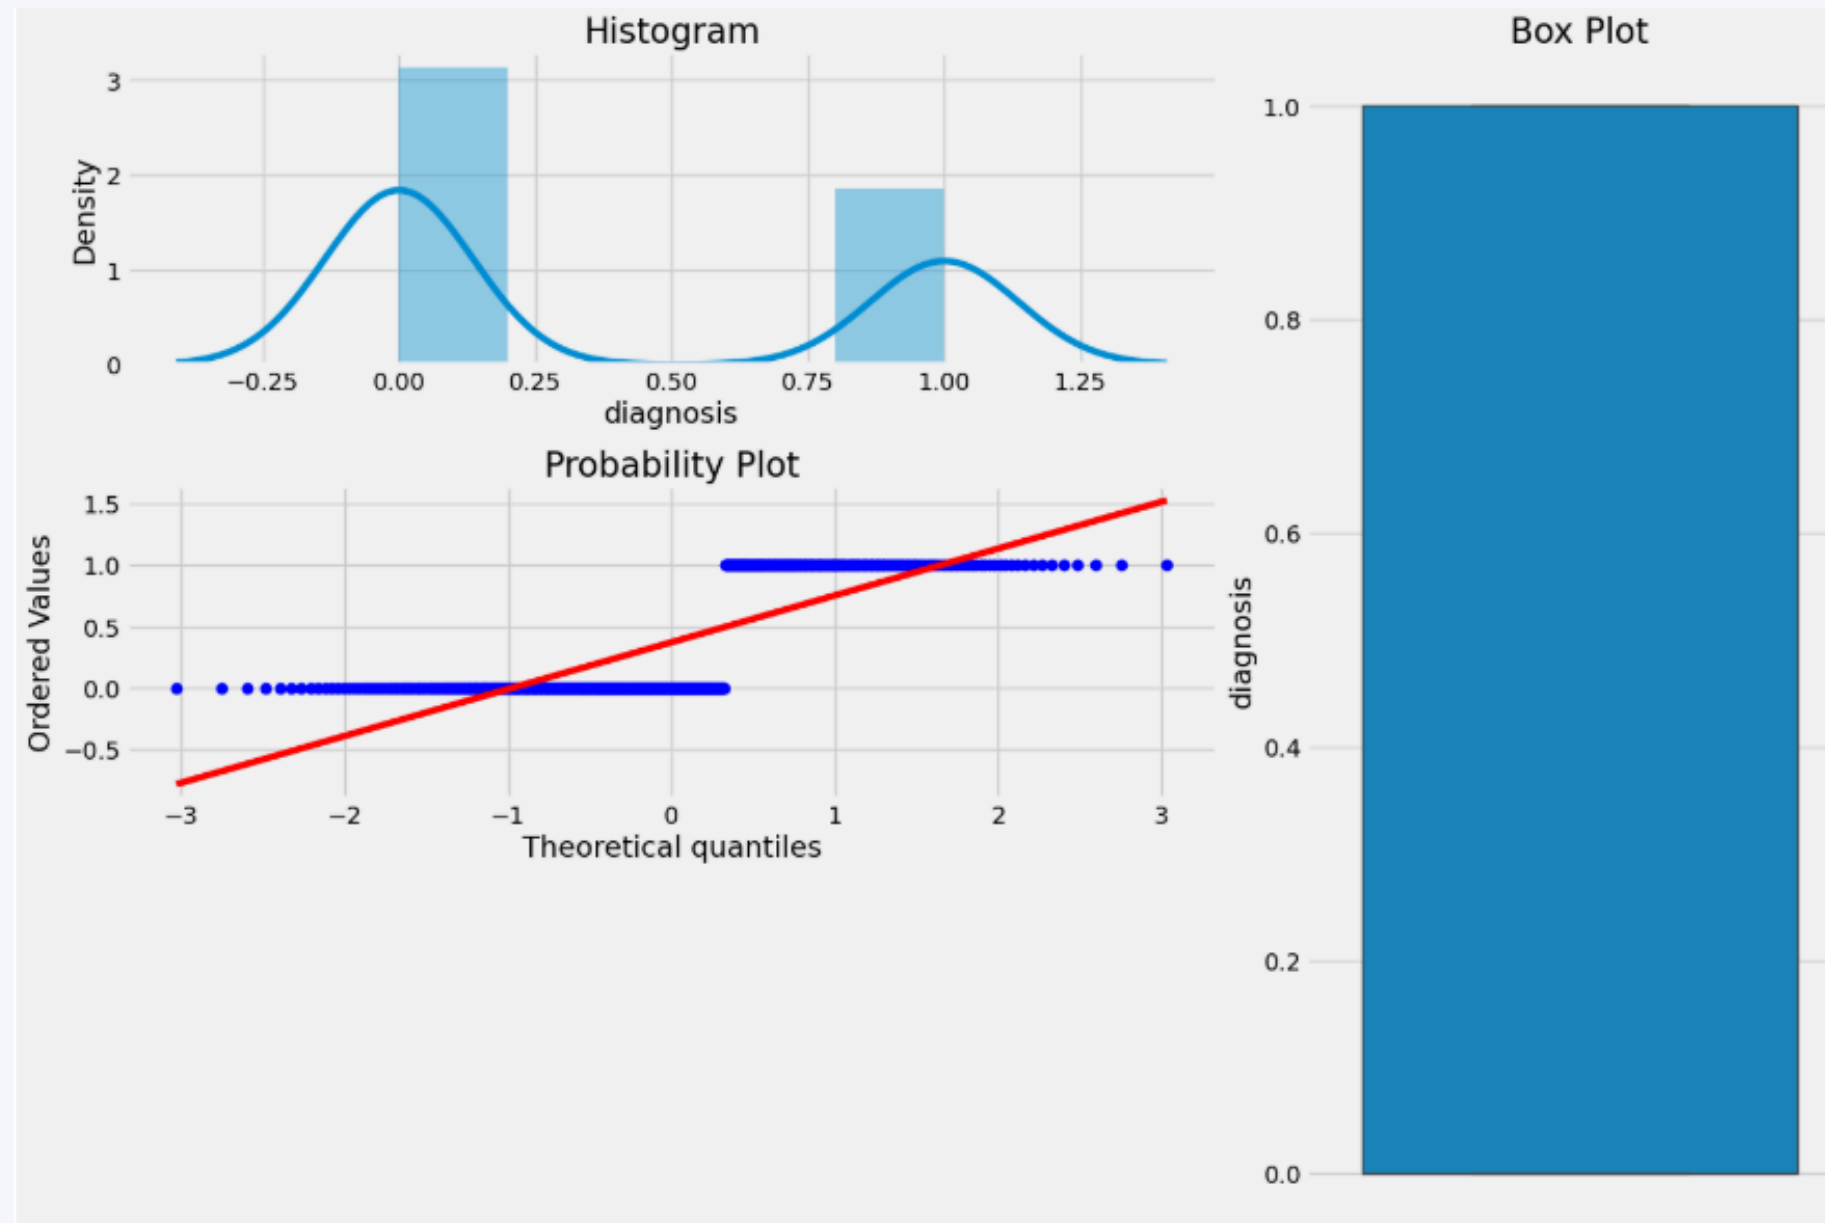 Histogram
3
2
1
0
Density
−0.25 0.00 0.25 0.50 0.75 1.00 1.25
diagnosis
Probability Plot
1.5
1.0
0.5
0.0
−0.5
Ordered Values
−3 −2 −1 0 1 2 3
Theoretical quantiles
Box Plot
1.0
0.8
0.6
0.4
0.2
0.0
diagnosis